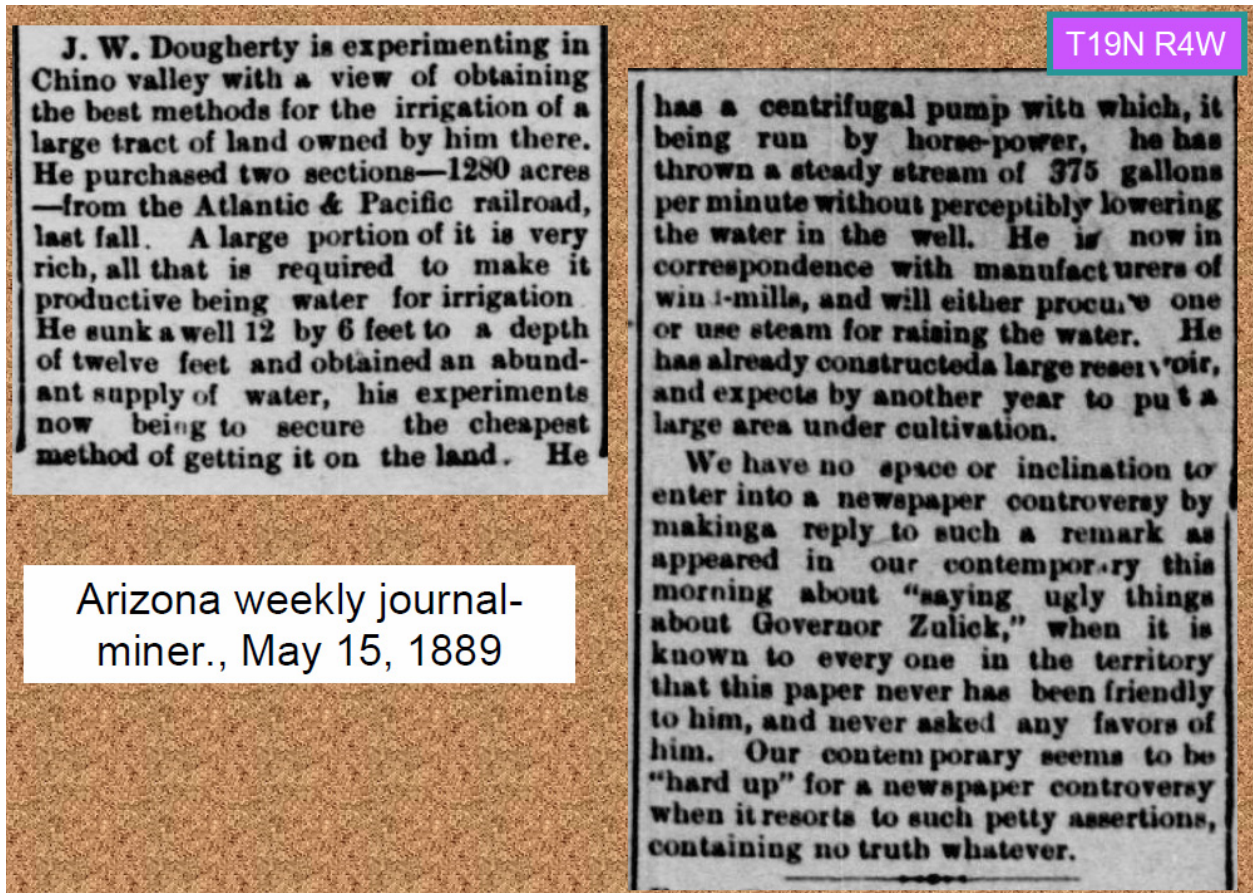 J. W. Dougherty is experimenting in
Chino valley with a view of obtaining
the best methods for the irrigation of a
large tract of land owned by him there.
He purchased two sections—1280 acres
—from the Atlantic & Pacific railroad,
last fall. A large portion of it is very
rich, all that is required to make it
productive being water for irrigation
He sunk a well 12 by 6 feet to a depth
of twelve feet and obtained an abund-
ant supply of water, his experiments
now being to secure the cheapest
method of getting it on the land. He
Arizona weekly journal-
miner., May 15, 1889
T19N R4W
has a centrifugal pump with which, it
being run by horse-power, he has
thrown a steady stream of 375 gallons
per minute without perceptibly lowering
the water in the well. He is now in
correspondence with manufacturers of
wind-mills, and will either procure one
or use steam for raising the water. He
has already constructeda large reservoir,
and expects by another year to put a
large area under cultivation.
We have no space or inclination to
enter into a newspaper controversy by
makinga reply to such a remark as
appeared in our contemporary this
morning about "saying ugly things
about Governor Zulick," when it is
known to every one in the territory
that this paper never has been friendly
to him, and never asked any favors of
him. Our contemporary seems to be
"hard up" for a newspaper controversy
when it resorts to such petty assertions,
containing no truth whatever.